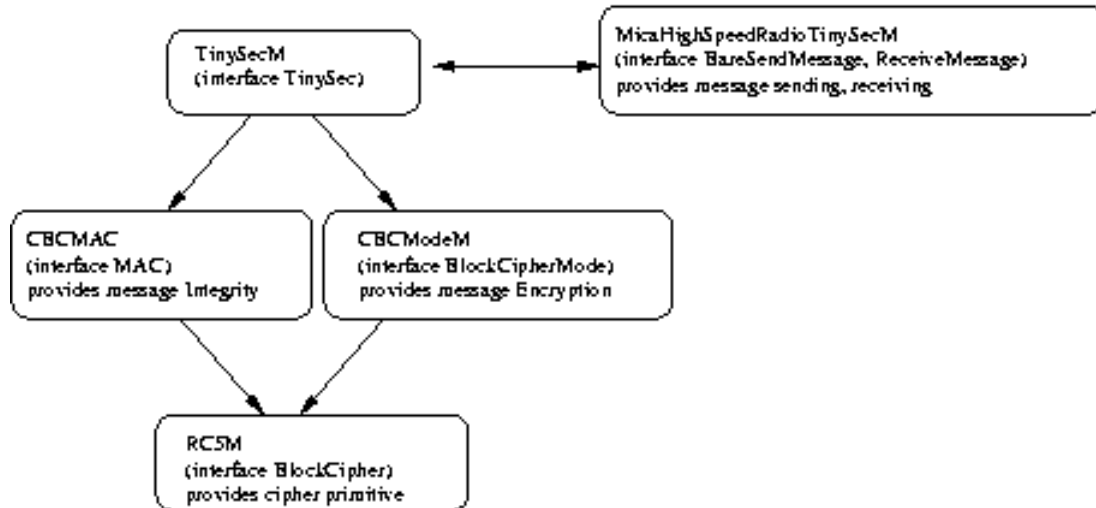 TinySecM
(interface TinySec)
MicaHighSpeedRadioTinySecM
(interface BareSendMessage, ReceiveMessage)
provides message sending, receiving
CBCMAC
(interface MAC)
provides message Integrity
CBCModeM
(interface BlockCipherMode)
provides message Encryption
RC5M
(interface BlockCipher)
provides cipher primitive